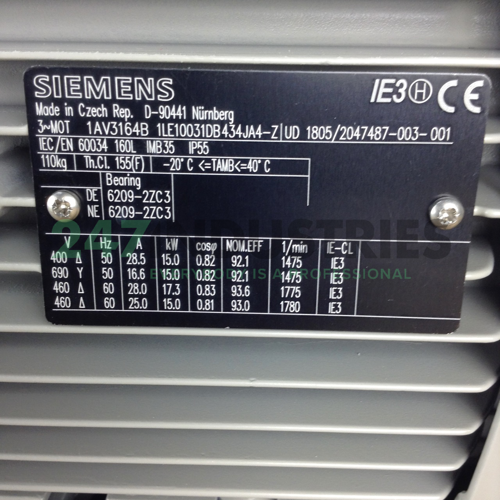 SIEMENS IE3 H CE
Made in Czech Rep. D-90441 Nürnberg
3~MOT 1AV3164B 1LE10031DB434JA4-Z UD 1805/2047487-003-001
IEC/EN 60034 160L IMB35 IP55
110kg Th.Cl. 155(F) -20°C <=TAMB<=40°C
Bearing
DE 6209-2ZC3
NE 6209-2ZC3
247 INDUSTRIES
EVERY DEAL IS A PROFESSIONAL
V Hz A kW cosφ NOM.EFF 1/min IE-CL
400 Δ 50 28.5 15.0 0.82 92.1 1475 IE3
690 Y 50 16.6 15.0 0.82 92.1 1475 IE3
460 Δ 60 28.0 17.3 0.83 93.6 1775 IE3
460 Δ 60 25.0 15.0 0.81 93.0 1780 IE3